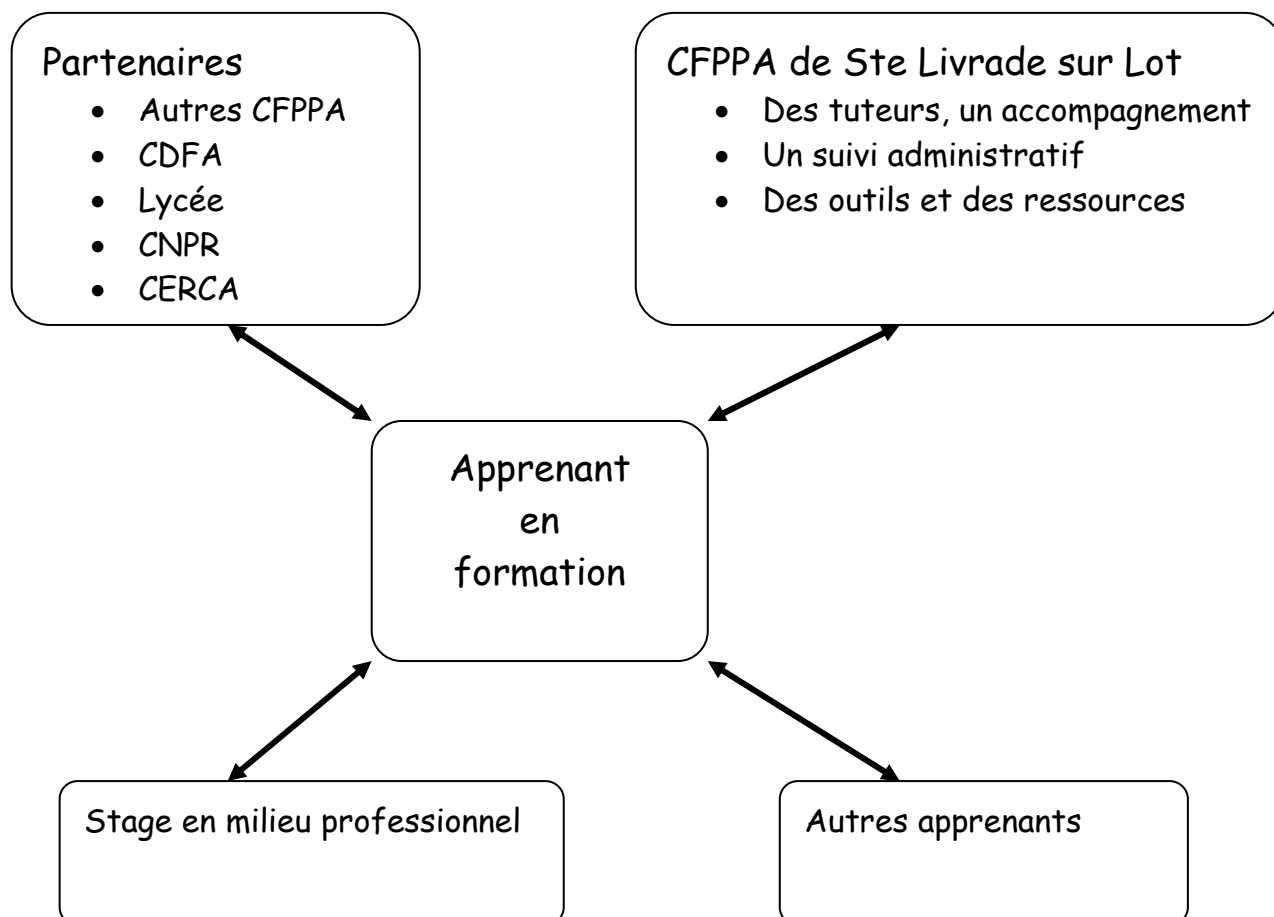 Partenaires
• Autres CFPPA
• CDFA
• Lycée
• CNPR
• CERCA
CFPPA de Ste Livrade sur Lot
• Des tuteurs, un accompagnement
• Un suivi administratif
• Des outils et des ressources
Apprenant
en
formation
Stage en milieu professionnel
Autres apprenants